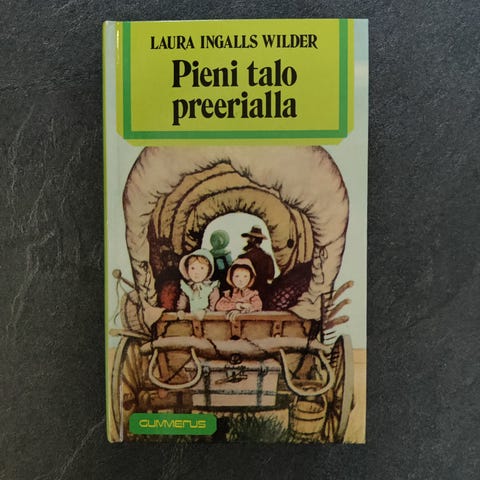 LAURA INGALLS WILDER
Pieni talo
preerialla
GUMMERUS